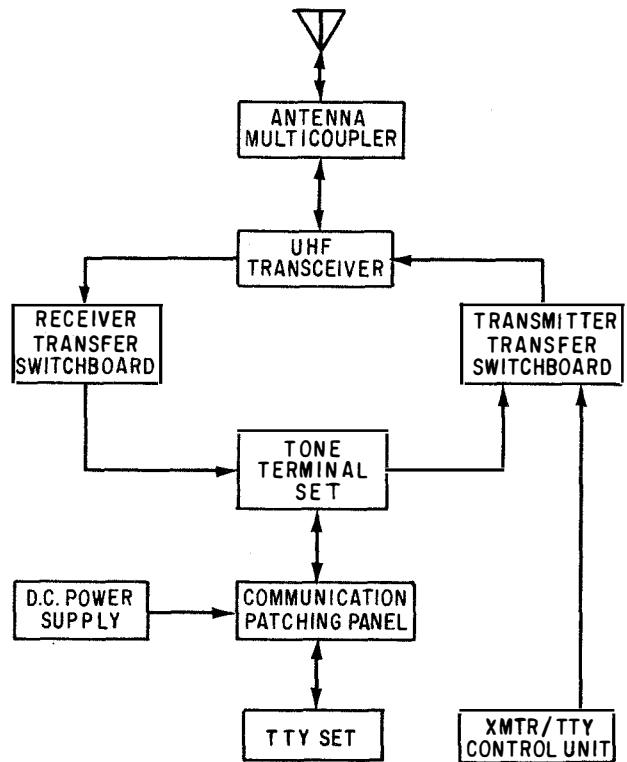 ANTENNA
MULTICOUPLER
UHF
TRANSCEIVER
RECEIVER
TRANSFER
SWITCHBOARD
TRANSMITTER
TRANSFER
SWITCHBOARD
TONE
TERMINAL
SET
D.C. POWER
SUPPLY
COMMUNICATION
PATCHING PANEL
TTY SET
XMTR/TTY
CONTROL UNIT